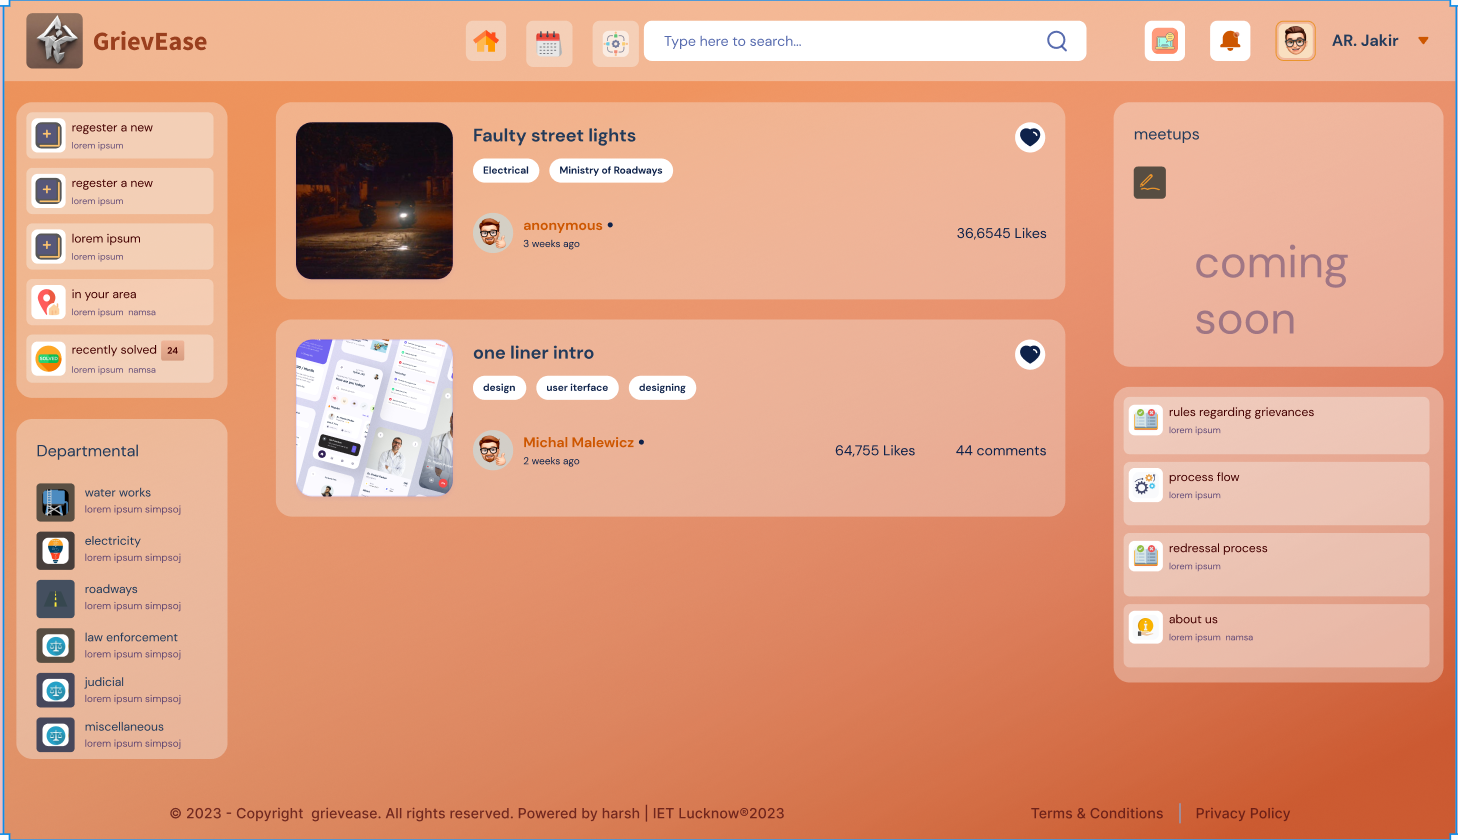 GrievEase
Type here to search...
AR. Jakir
regester a new
lorem ipsum
regester a new
lorem ipsum
lorem ipsum
lorem ipsum
in your area
lorem ipsum namsa
recently solved 24
lorem ipsum namsa
SOLVED
Departmental
water works
lorem ipsum simpsoj
electricity
lorem ipsum simpsoj
roadways
lorem ipsum simpsoj
law enforcement
lorem ipsum simpsoj
judicial
lorem ipsum simpsoj
miscellaneous
lorem ipsum simpsoj
Faulty street lights
Electrical
Ministry of Roadways
anonymous
3 weeks ago
36,6545 Likes
one liner intro
design
user iterface
designing
Michal Malewicz
2 weeks ago
64,755 Likes
44 comments
meetups
coming
soon
rules regarding grievances
lorem ipsum
process flow
lorem ipsum
redressal process
lorem ipsum
about us
lorem ipsum namsa
© 2023 - Copyright grievease. All rights reserved. Powered by harsh | IET Lucknow®2023
Terms & Conditions
Privacy Policy